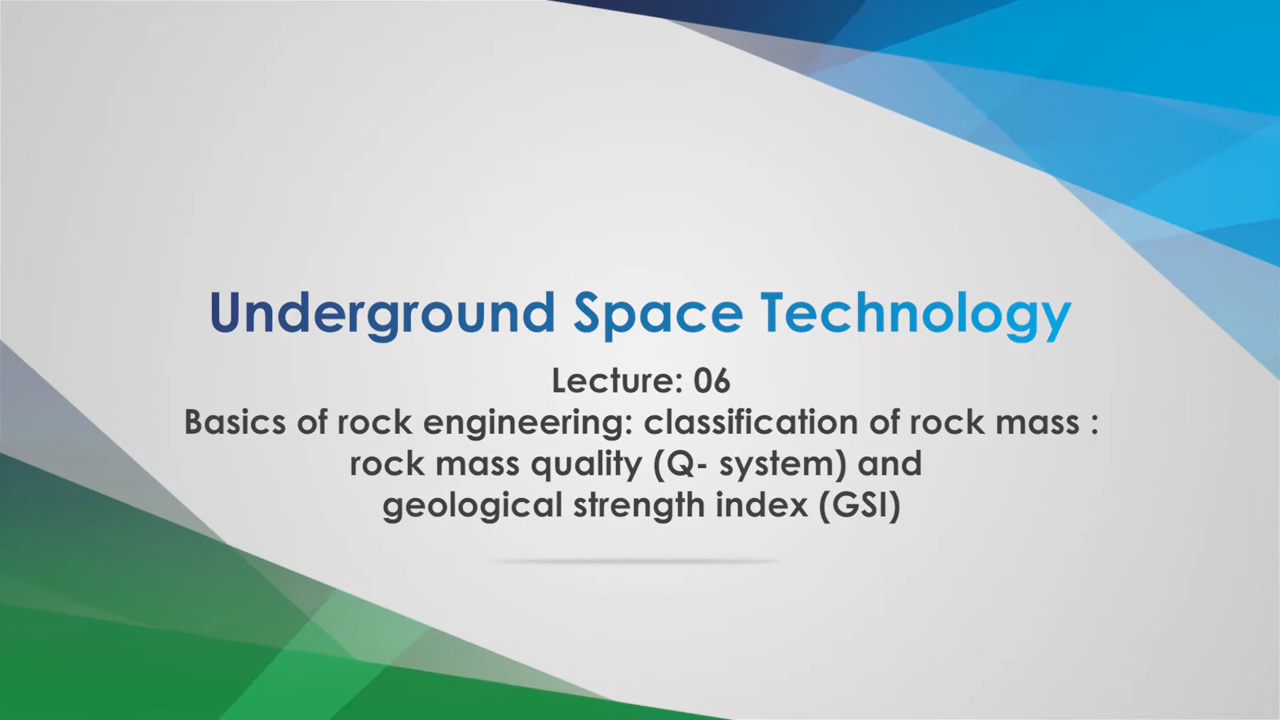 Underground Space Technology
Lecture: 06
Basics of rock engineering: classification of rock mass :
rock mass quality (Q- system) and
geological strength index (GSI)